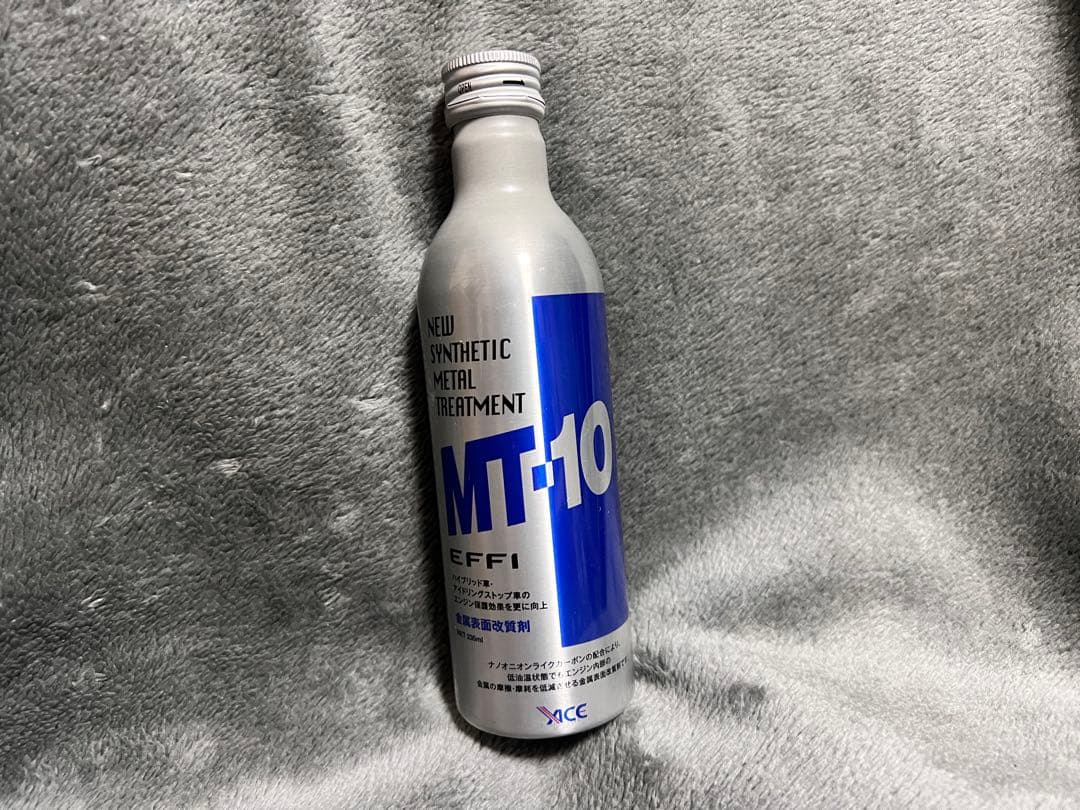 OPEN
NEW
SYNTHETIC
METAL
TREATMENT
MT-10
EFFI
ハイブリッド車・
アイドリングストップ車の
エンジン保護効果を更に向上
金属表面改質剤
NET 330ml
ナノオニオンライクカーボンの配合により、
低油温状態でもエンジン内部の
金属の摩擦・摩耗を低減させる金属表面改質剤です。
ACE